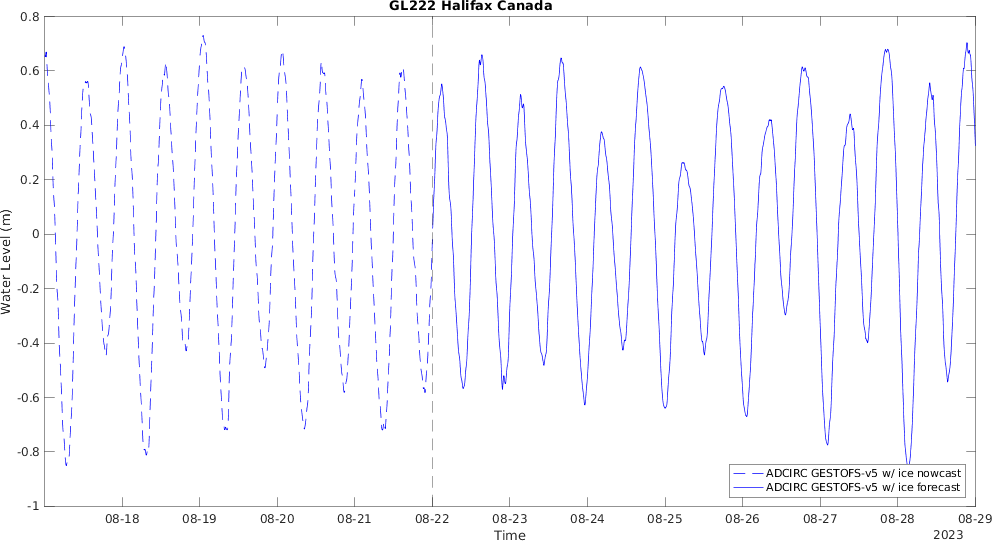 GL222 Halifax Canada
0.8
0.6
0.4
0.2
0
-0.2
-0.4
-0.6
-0.8
-1
Water Level (m)
ADCIRC GESTOFS-v5 w/ ice nowcast
ADCIRC GESTOFS-v5 w/ ice forecast
08-18 08-19 08-20 08-21 08-22 08-23 08-24 08-25 08-26 08-27 08-28 08-29
Time
2023